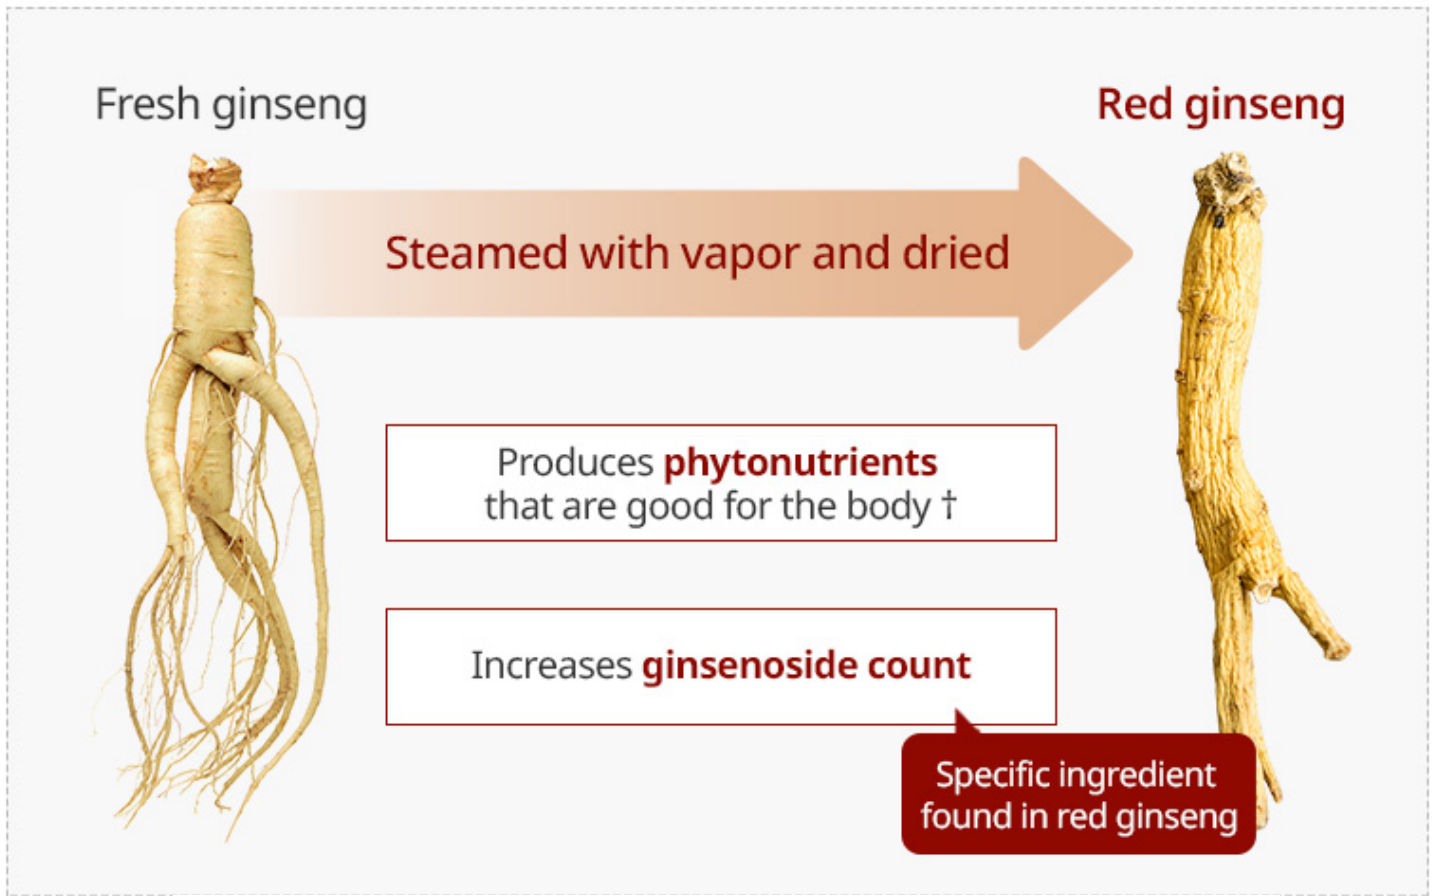 Fresh ginseng
Red ginseng
Steamed with vapor and dried
Produces phytonutrients
that are good for the body †
Increases ginsenoside count
Specific ingredient
found in red ginseng